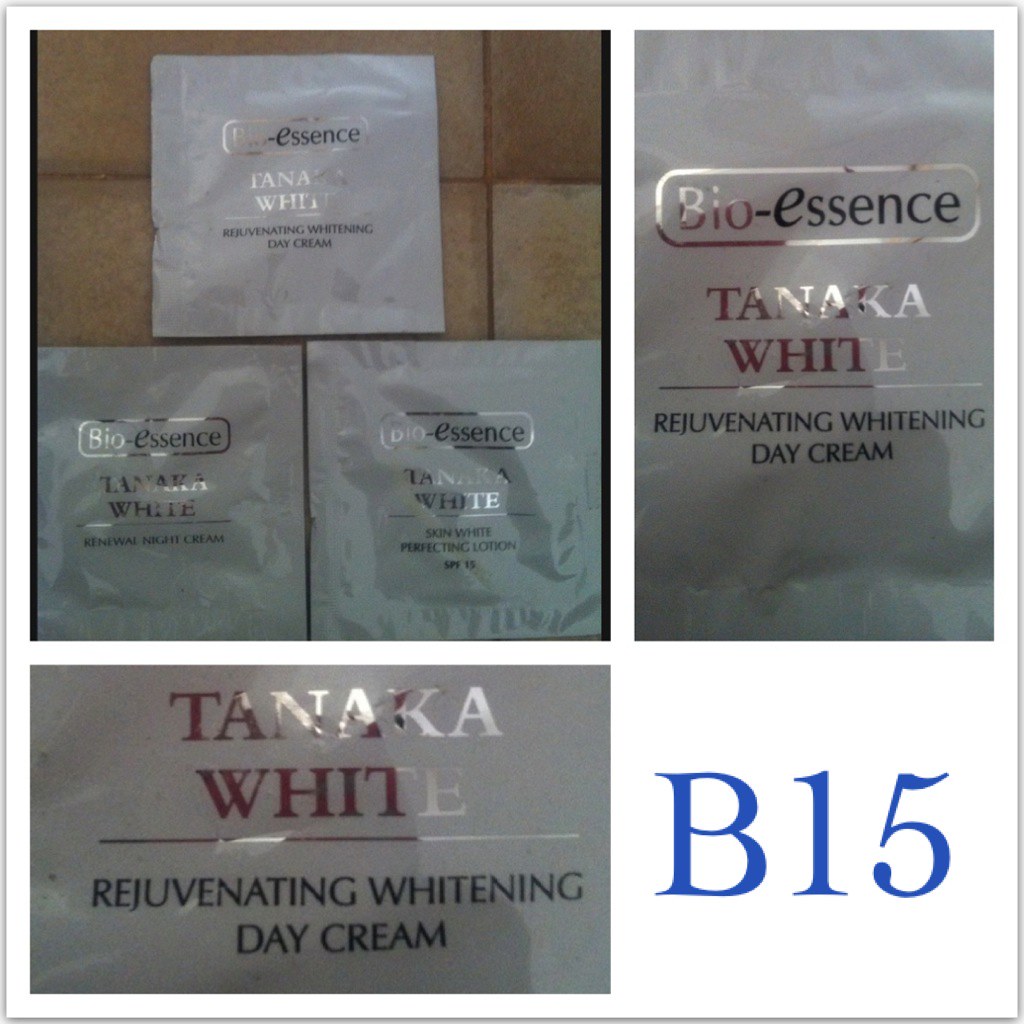 Bio-essence
TANAKA
WHITE
REJUVENATING WHITENING
DAY CREAM
Bio-essence
TANAKA
WHITE
RENEWAL NIGHT CREAM
Bio-essence
TANAKA
WHITE
SKIN WHITE
PERFECTING LOTION
SPF 15
Bio-essence
TANAKA
WHITE
REJUVENATING WHITENING
DAY CREAM
TANAKA
WHITE
REJUVENATING WHITENING
DAY CREAM
B15